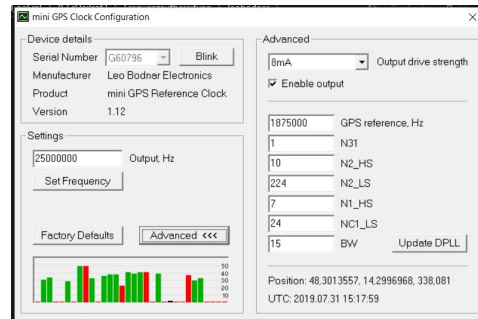 mini GPS Clock Configuration
Device details
Serial Number G60796 Blink
Manufacturer Leo Bodnar Electronics
Product mini GPS Reference Clock
Version 1.12
Settings
25000000 Output, Hz
Set Frequency
Factory Defaults Advanced <<<
50
40
30
20
10
Advanced
8mA Output drive strength
Enable output
1875000 GPS reference, Hz
1 N31
10 N2_HS
224 N2_LS
7 N1_HS
24 NC1_LS
15 BW Update DPLL
Position: 48,3013557, 14,2996968, 338,081
UTC: 2019.07.31 15:17:59